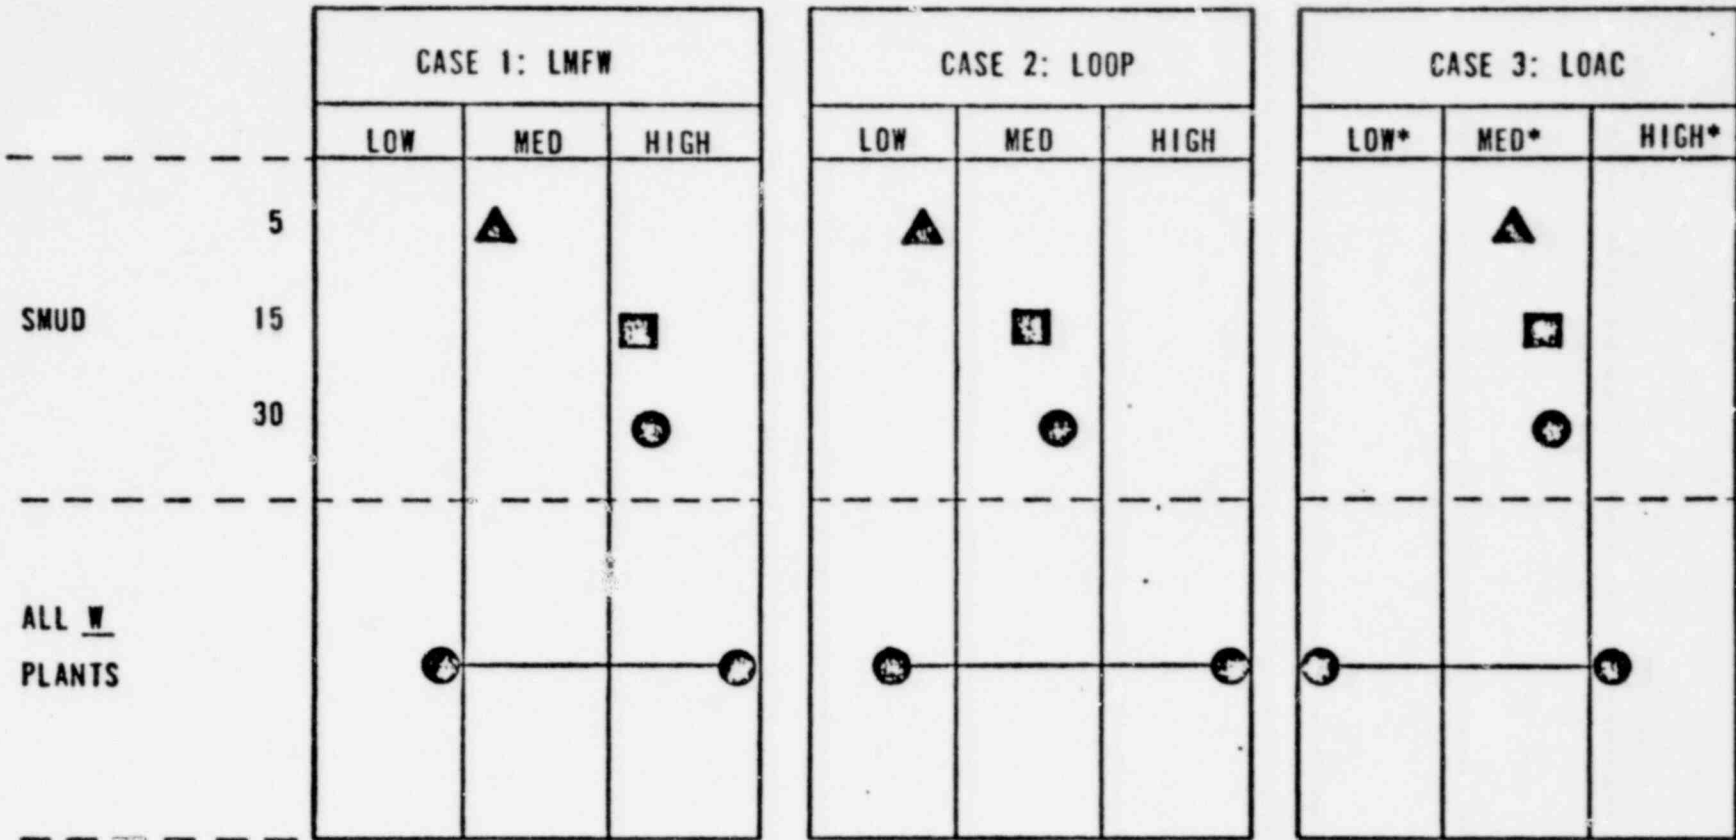 CASE 1: LMFW CASE 2: LOOP CASE 3: LOAC
LOW MED HIGH LOW MED HIGH LOW* MED* HIGH*
5
SMUD 15
30
ALL W
PLANTS